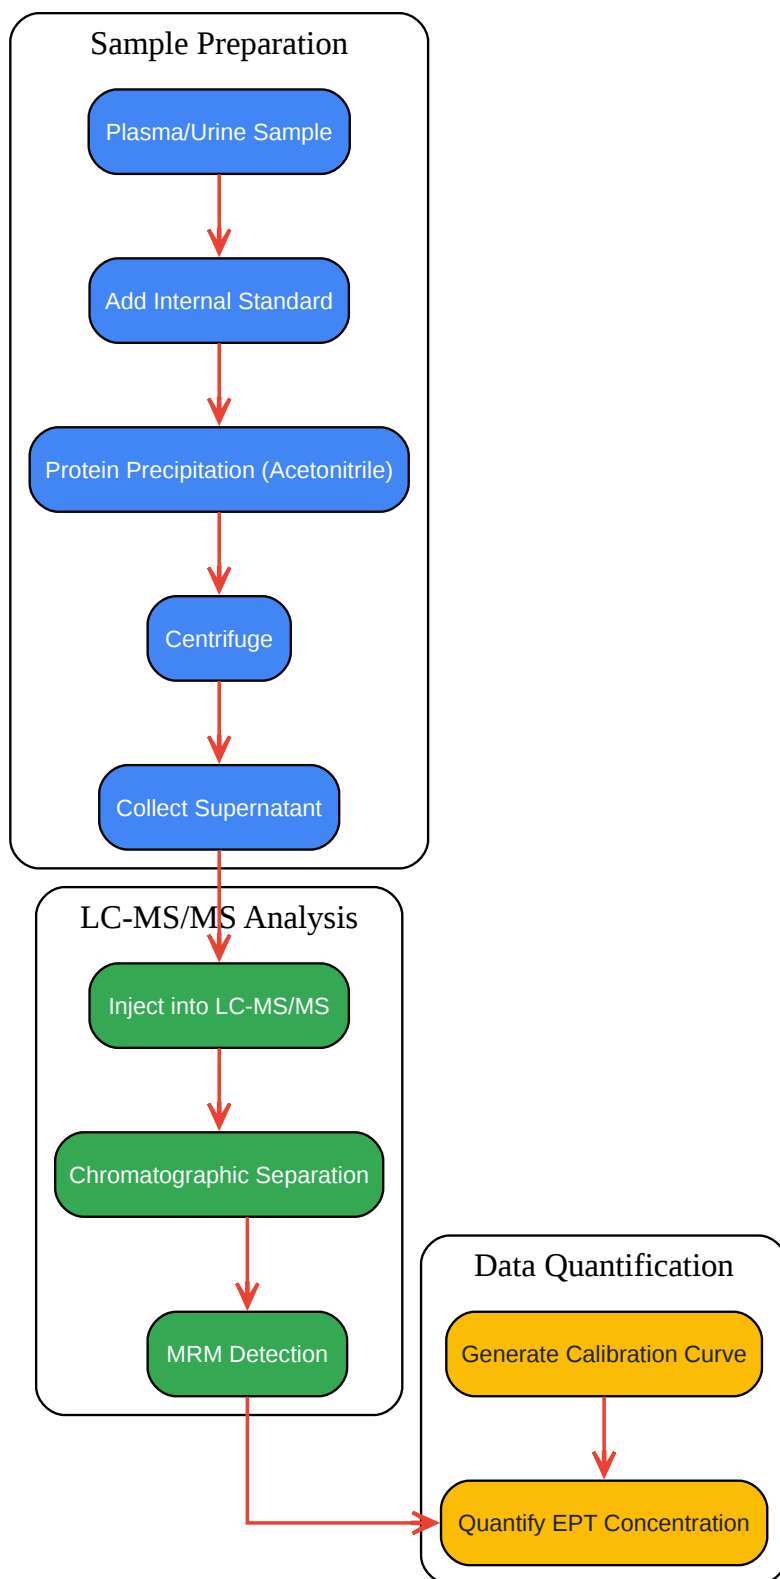 Sample Preparation
Plasma/Urine Sample
Add Internal Standard
Protein Precipitation (Acetonitrile)
Centrifuge
Collect Supernatant
LC-MS/MS Analysis
Inject into LC-MS/MS
Chromatographic Separation
MRM Detection
Data Quantification
Generate Calibration Curve
Quantify EPT Concentration